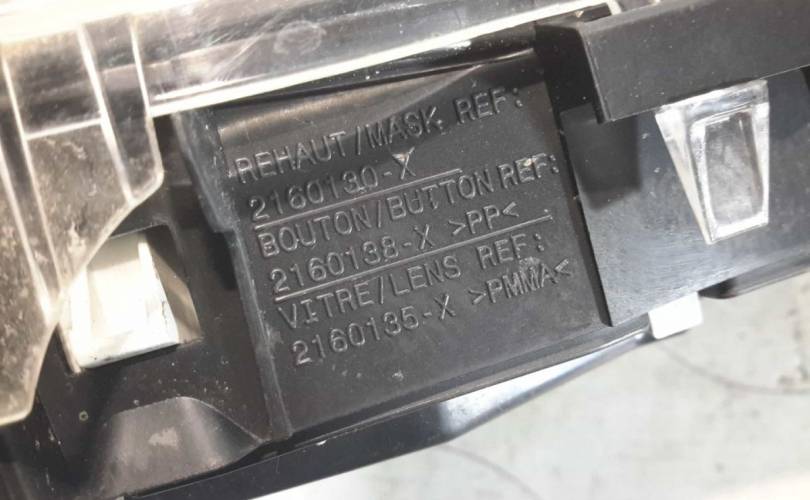 REHAUT/MASK REF:
2160130-X
BOUTON/BUTTON REF:
2160138-X >PP<
VITRE/LENS REF:
2160135-X >PMMA<